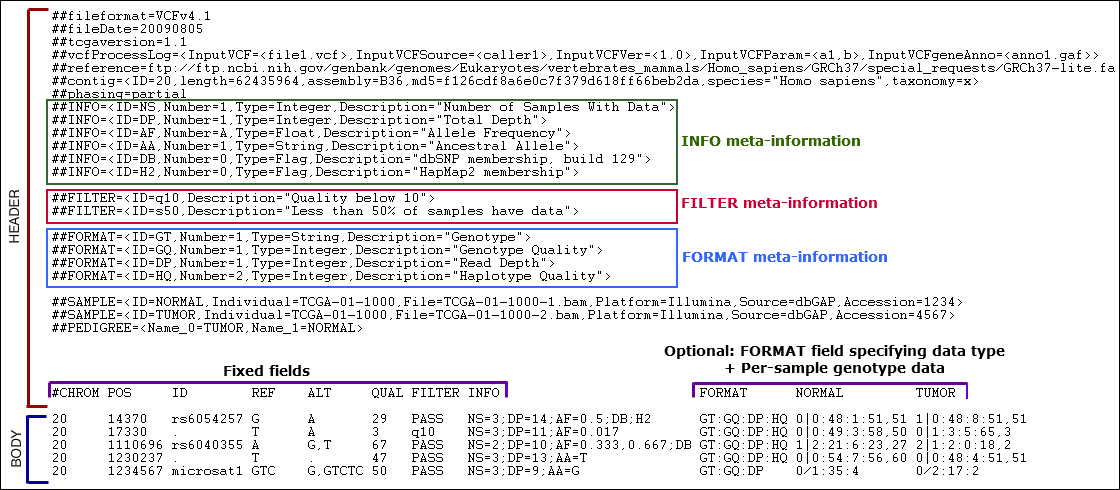 ##fileformat=VCFv4.1
##fileDate=20090805
##tcgaversion=1.1
##vcfProcessLog=<InputVCF=<file1.vcf>,InputVCFSource=<caller1>,InputVCFVer=<1.0>,InputVCFParam=<a1,b>,InputVCFgeneAnno=<anno1.gaf>>
##reference=ftp://ftp.ncbi.nih.gov/genbank/genomes/Eukaryotes/vertebrates_mammals/Homo_sapiens/GRCh37/special_requests/GRCh37-lite.fa
##contig=<ID=20,length=62435964,assembly=B36,md5=f126cdf8a6e0c7f379d618ff66beb2da,species="Homo sapiens",taxonomy=x>
##phasing=partial
##INFO=<ID=NS,Number=1,Type=Integer,Description="Number of Samples With Data">
##INFO=<ID=DP,Number=1,Type=Integer,Description="Total Depth">
##INFO=<ID=AF,Number=A,Type=Float,Description="Allele Frequency">
##INFO=<ID=AA,Number=1,Type=String,Description="Ancestral Allele">
##INFO=<ID=DB,Number=0,Type=Flag,Description="dbSNP membership, build 129">
##INFO=<ID=H2,Number=0,Type=Flag,Description="HapMap2 membership">
INFO meta-information
##FILTER=<ID=q10,Description="Quality below 10">
##FILTER=<ID=s50,Description="Less than 50% of samples have data">
FILTER meta-information
##FORMAT=<ID=GT,Number=1,Type=String,Description="Genotype">
##FORMAT=<ID=GQ,Number=1,Type=Integer,Description="Genotype Quality">
##FORMAT=<ID=DP,Number=1,Type=Integer,Description="Read Depth">
##FORMAT=<ID=HQ,Number=2,Type=Integer,Description="Haplotype Quality">
FORMAT meta-information
HEADER
##SAMPLE=<ID=NORMAL,Individual=TCGA-01-1000,File=TCGA-01-1000-1.bam,Platform=Illumina,Source=dbGAP,Accession=1234>
##SAMPLE=<ID=TUMOR,Individual=TCGA-01-1000,File=TCGA-01-1000-2.bam,Platform=Illumina,Source=dbGAP,Accession=4567>
##PEDIGREE=<Name_0=TUMOR,Name_1=NORMAL>
Fixed fields
Optional: FORMAT field specifying data type
+ Per-sample genotype data
#CHROM POS ID REF ALT QUAL FILTER INFO FORMAT NORMAL TUMOR
BODY
20 14370 rs6054257 G A 29 PASS NS=3;DP=14;AF=0.5;DB;H2 GT:GQ:DP:HQ 0|0:48:1:51,51 1|0:48:8:51,51
20 17330 . T A 3 q10 NS=3;DP=11;AF=0.017 GT:GQ:DP:HQ 0|0:49:3:58,50 0|1:3:5:65,3
20 1110696 rs6040355 A G,T 67 PASS NS=2;DP=10;AF=0.333,0.667;DB GT:GQ:DP:HQ 1|2:21:6:23,27 2|1:2:0:18,2
20 1230237 . T . 47 PASS NS=3;DP=13;AA=T GT:GQ:DP:HQ 0|0:54:7:56,60 0|0:48:4:51,51
20 1234567 microsat1 GTC G,GTCTC 50 PASS NS=3;DP=9;AA=G GT:GQ:DP 0/1:35:4 0/2:17:2